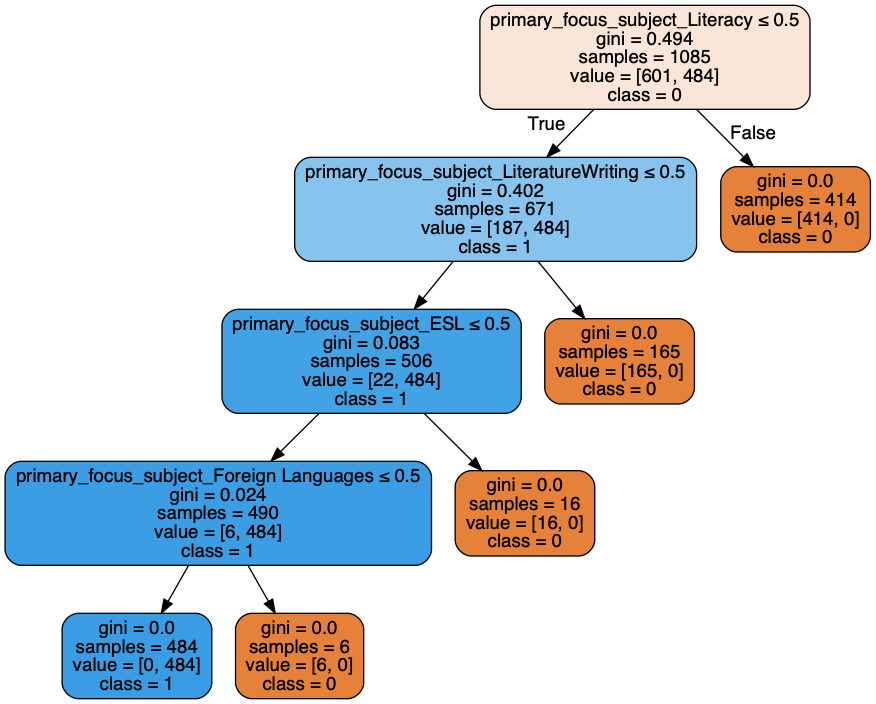 primary_focus_subject_Literacy ≤ 0.5
gini = 0.494
samples = 1085
value = [601, 484]
class = 0
True
False
primary_focus_subject_LiteratureWriting ≤ 0.5
gini = 0.402
samples = 671
value = [187, 484]
class = 1
gini = 0.0
samples = 414
value = [414, 0]
class = 0
primary_focus_subject_ESL ≤ 0.5
gini = 0.083
samples = 506
value = [22, 484]
class = 1
gini = 0.0
samples = 165
value = [165, 0]
class = 0
primary_focus_subject_Foreign Languages ≤ 0.5
gini = 0.024
samples = 490
value = [6, 484]
class = 1
gini = 0.0
samples = 16
value = [16, 0]
class = 0
gini = 0.0
samples = 484
value = [0, 484]
class = 1
gini = 0.0
samples = 6
value = [6, 0]
class = 0